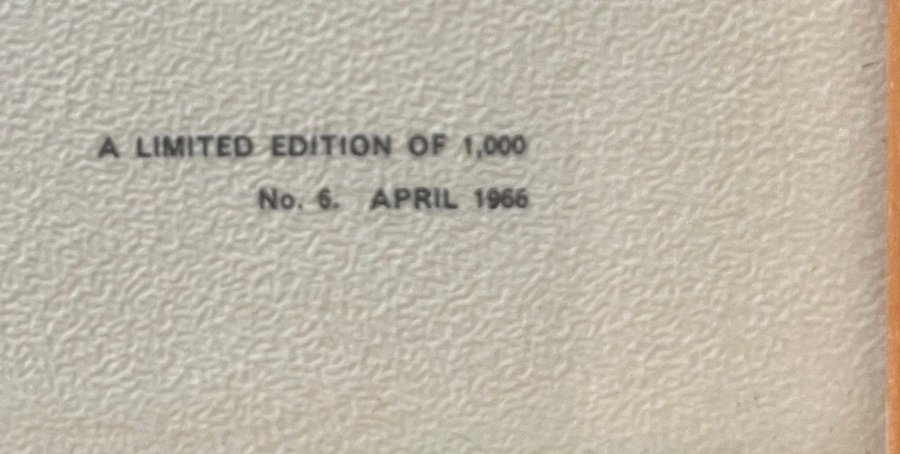 A LIMITED EDITION OF 1,000
No. 6. APRIL 1966